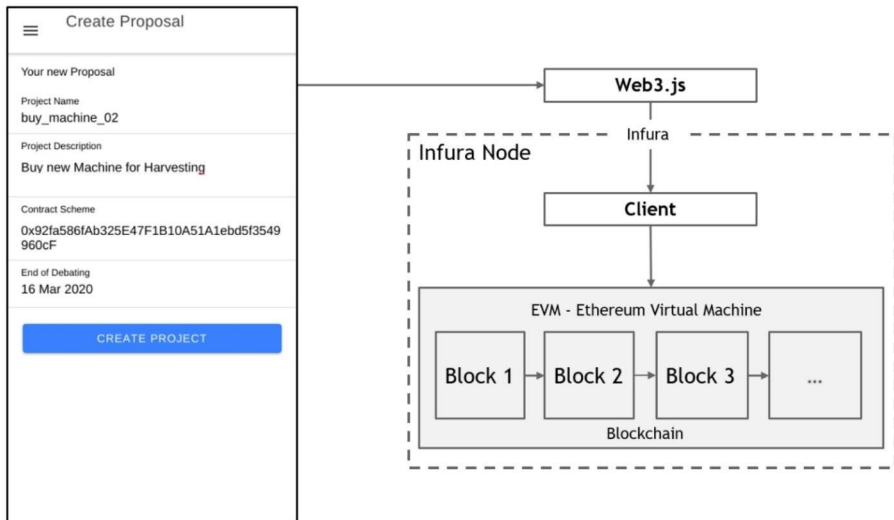 Create Proposal
Your new Proposal
Project Name
buy_machine_02
Project Description
Buy new Machine for Harvesting
Contract Scheme
0x92fa586fAb325E47F1B10A51A1ebd5f3549
960cF
End of Debating
16 Mar 2020
CREATE PROJECT
Web3.js
Infura
Infura Node
Client
EVM - Ethereum Virtual Machine
Block 1
Block 2
Block 3
...
Blockchain